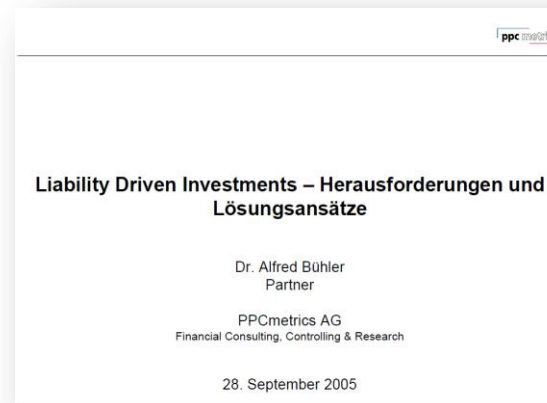 ppc metri
Liability Driven Investments – Herausforderungen und
Lösungsansätze
Dr. Alfred Bühler
Partner
PPCmetrics AG
Financial Consulting, Controlling & Research
28. September 2005